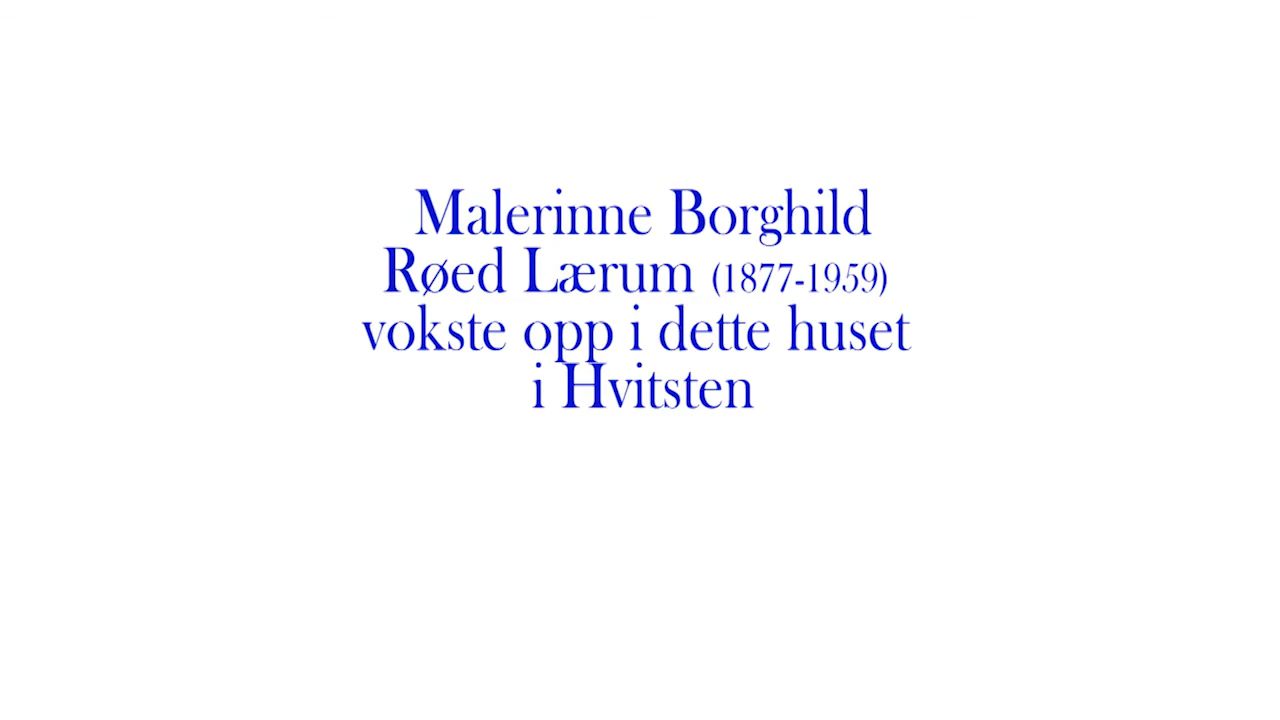 Malerinne Borghild
Røed Lærum (1877-1959)
vokste opp i dette huset
i Hvitsten